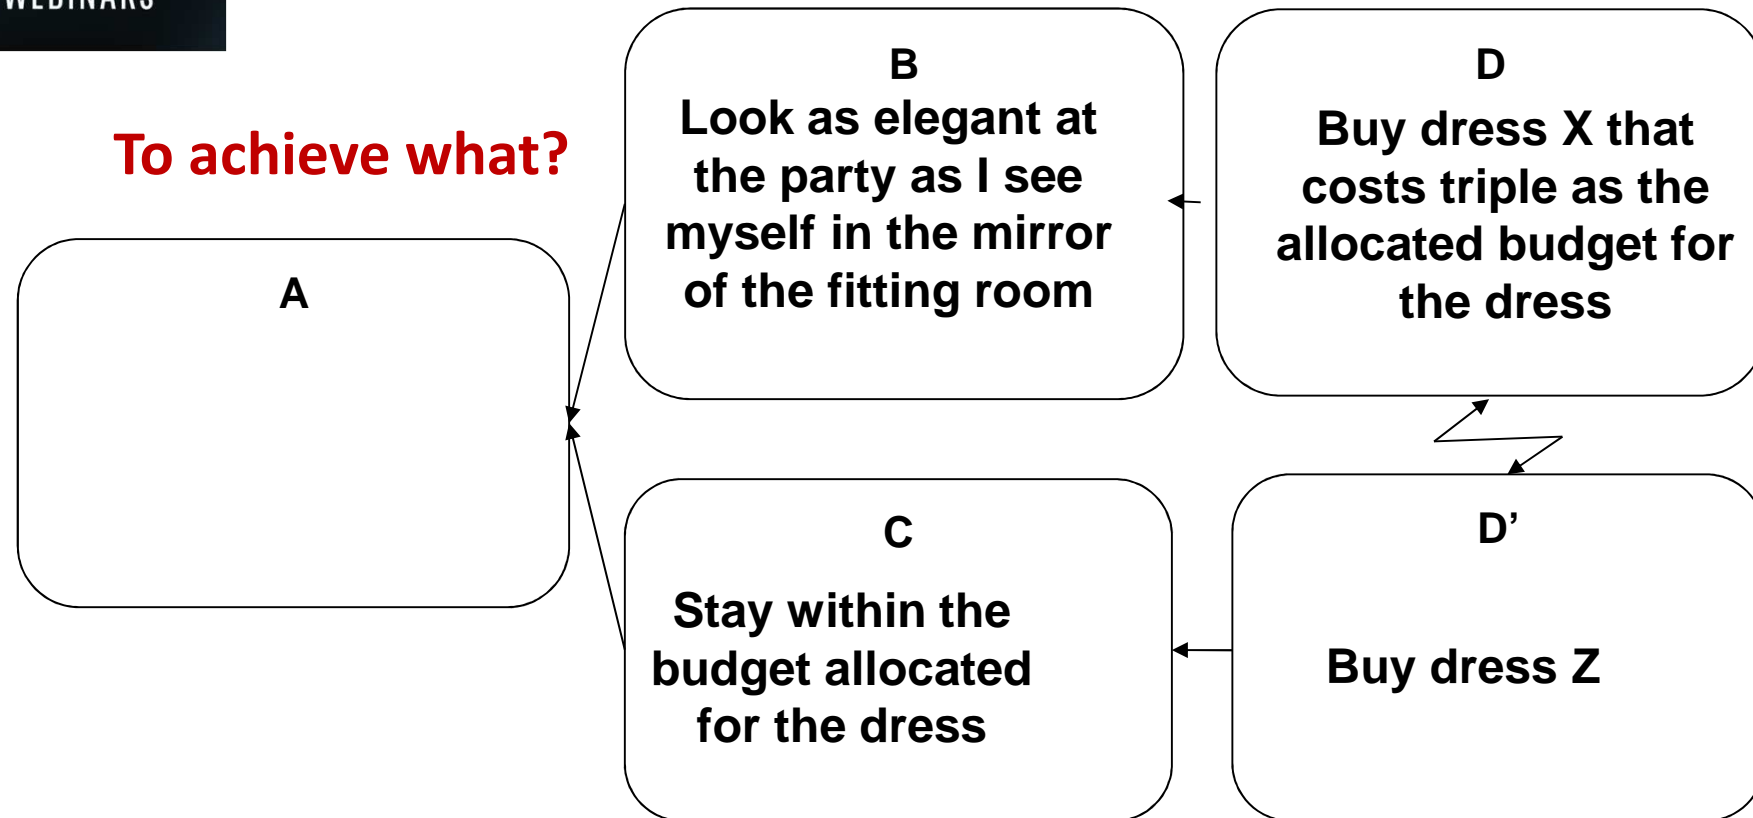 WEBINARS
To achieve what?
A
B
Look as elegant at
the party as I see
myself in the mirror
of the fitting room
D
Buy dress X that
costs triple as the
allocated budget for
the dress
C
Stay within the
budget allocated
for the dress
D’
Buy dress Z